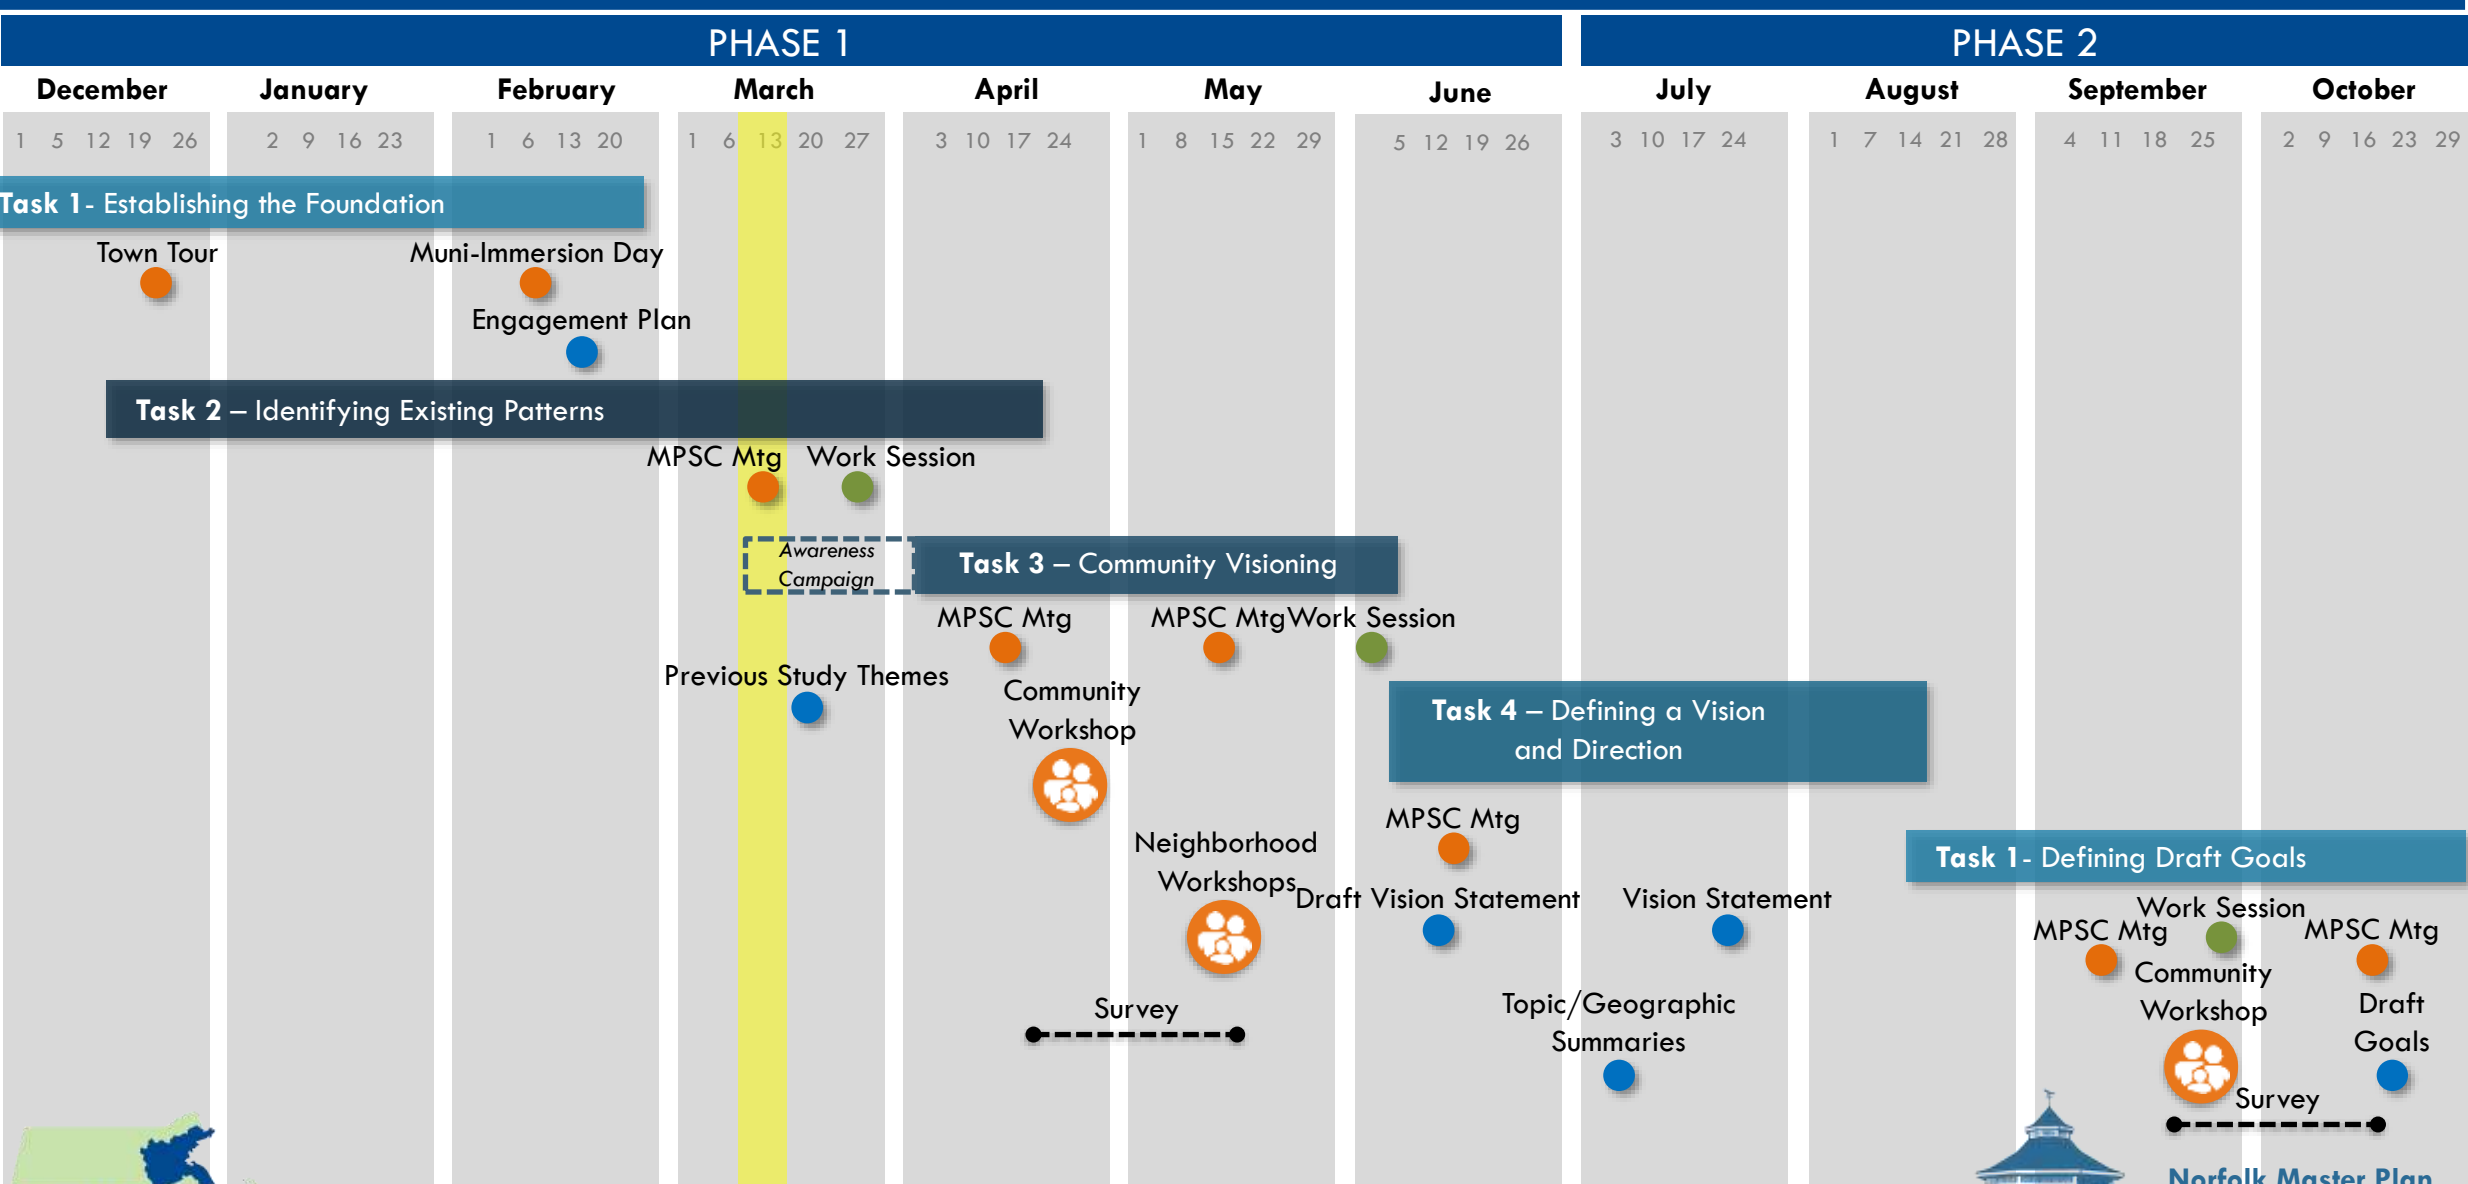 PHASE 1
PHASE 2
December January February March April May June July August September October
1 5 12 19 26 2 9 16 23 1 6 13 20 1 6 13 20 27 3 10 17 24 1 8 15 22 29 5 12 19 26 3 10 17 24 1 7 14 21 28 4 11 18 25 2 9 16 23 29
Task 1- Establishing the Foundation
Town Tour
Muni-Immersion Day
Engagement Plan
Task 2 – Identifying Existing Patterns
MPSC Mtg
Work Session
Awareness
Campaign
Task 3 – Community Visioning
MPSC Mtg
MPSC Mtg
Work Session
Previous Study Themes
Community
Workshop
Task 4 – Defining a Vision
and Direction
MPSC Mtg
Neighborhood
Workshops
Draft Vision Statement
Vision Statement
Task 1- Defining Draft Goals
Work Session
MPSC Mtg
MPSC Mtg
Community
Workshop
Topic/Geographic
Summaries
Draft
Goals
Survey
Survey
Norfolk Master Plan